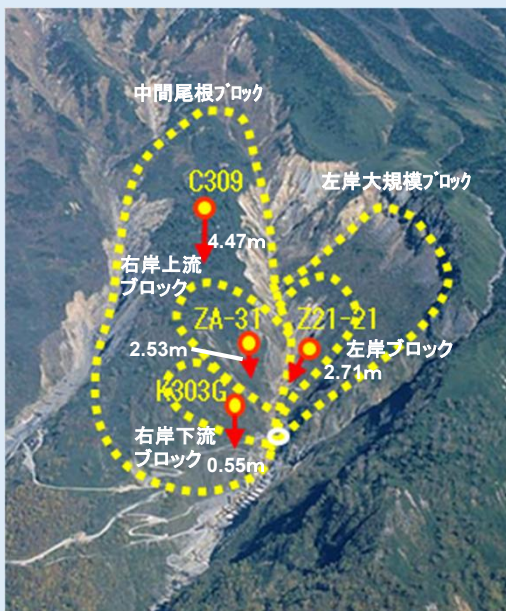 中間尾根ブロック
左岸大規模ブロック
C309
4.47m
右岸上流
ブロック
ZA-31
Z21-21
2.53m
左岸ブロック
2.71m
K303G
右岸下流
ブロック
0.55m